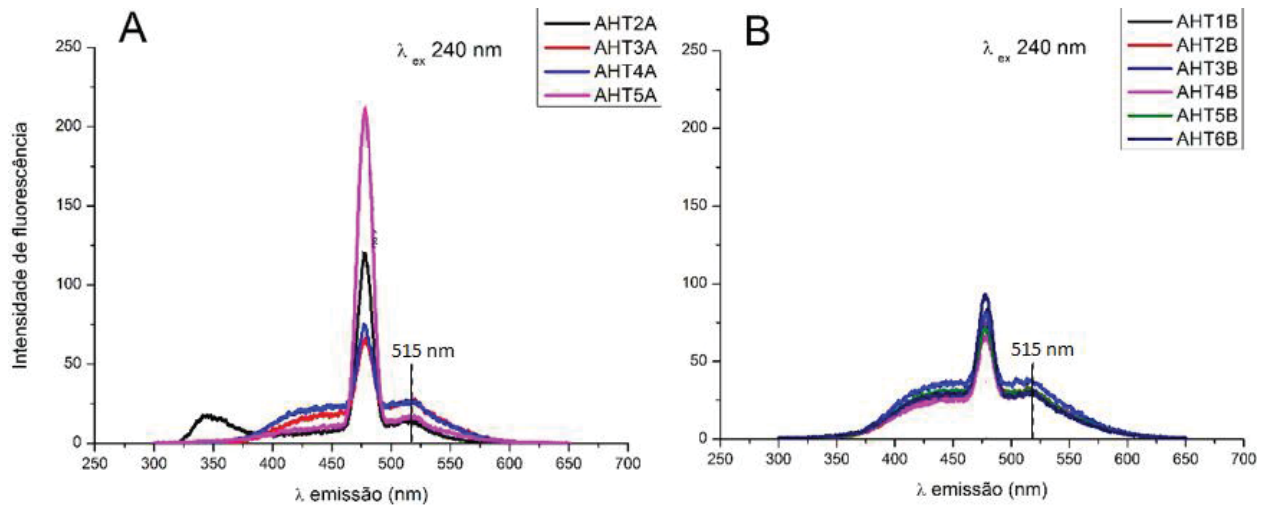 A
AHT2A
AHT3A
AHT4A
AHT5A
λ ex 240 nm
250
200
150
100
50
0
Intensidade de fluorescência
515 nm
250 300 350 400 450 500 550 600 650 700
λ emissão (nm)
B
AHT1B
AHT2B
AHT3B
AHT4B
AHT5B
AHT6B
λ ex 240 nm
250
200
150
100
50
0
515 nm
250 300 350 400 450 500 550 600 650 700
λ emissão (nm)